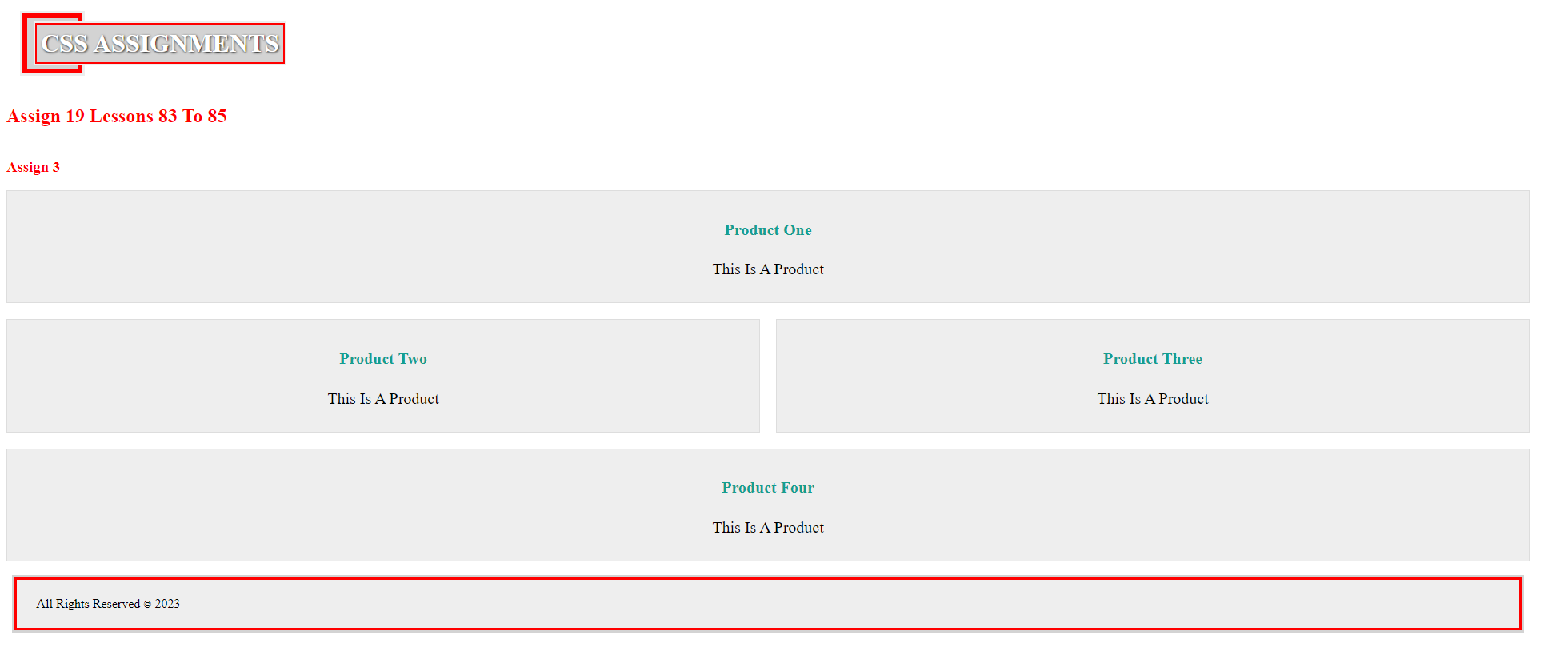 CSS ASSIGNMENTS
Assign 19 Lessons 83 To 85
Assign 3
Product One
This Is A Product
Product Two
This Is A Product
Product Three
This Is A Product
Product Four
This Is A Product
All Rights Reserved © 2023